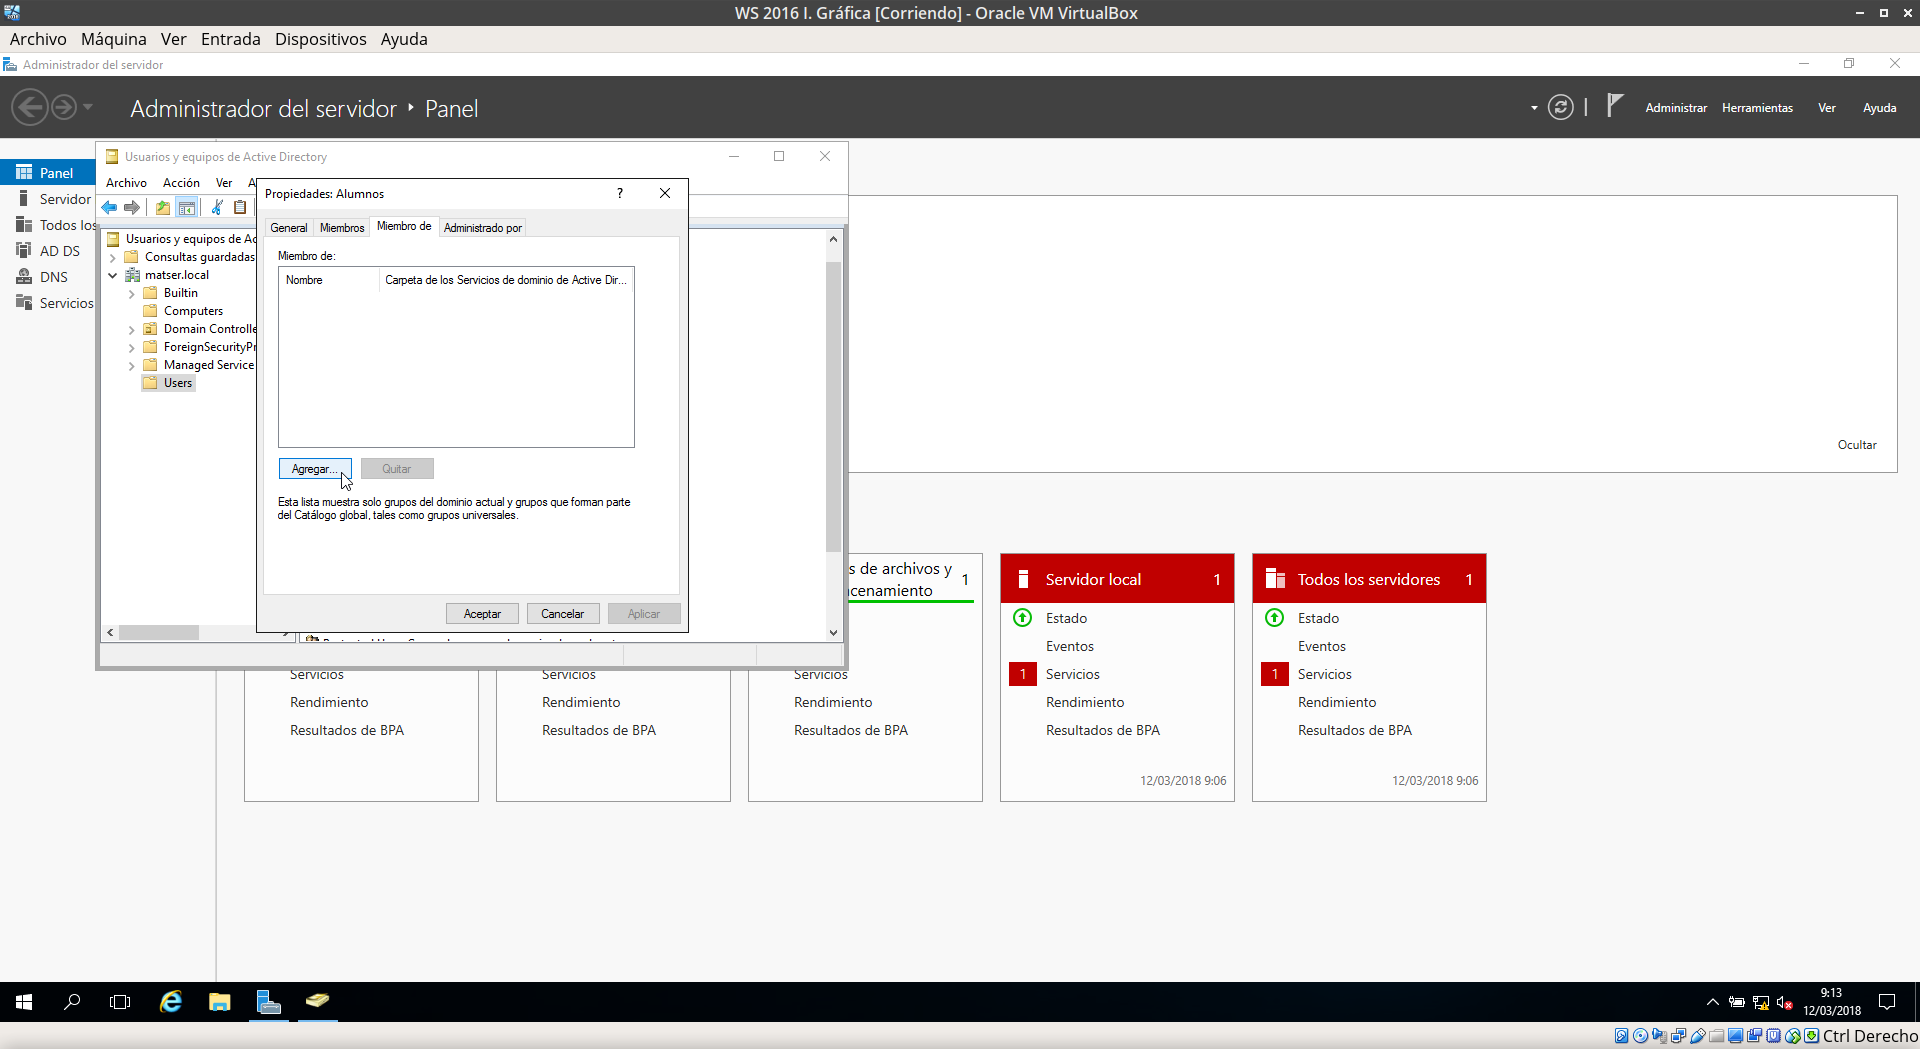 WS 2016 I. Gráfica [Corriendo] - Oracle VM VirtualBox
Archivo Máquina Ver Entrada Dispositivos Ayuda
Administrador del servidor
Administrador del servidor ‣ Panel
Administrar Herramientas Ver Ayuda
Panel
Servidor
Todos los
AD DS
DNS
Servicios
Usuarios y equipos de Active Directory
Archivo Acción Ver A
Usuarios y equipos de Ac
Consultas guardadas
matser.local
Builtin
Computers
Domain Controlle
ForeignSecurityPr
Managed Service
Users
Propiedades: Alumnos
?
General Miembros Miembro de Administrado por
Miembro de:
Nombre Carpeta de los Servicios de dominio de Active Dir...
Agregar... Quitar
Esta lista muestra solo grupos del dominio actual y grupos que forman parte
del Catálogo global, tales como grupos universales.
Aceptar Cancelar Aplicar
Ocultar
s de archivos y 1
cenamiento
Servicios
Rendimiento
Resultados de BPA
Servicios
Rendimiento
Resultados de BPA
Servicios
Rendimiento
Resultados de BPA
Servidor local 1
Estado
Eventos
1 Servicios
Rendimiento
Resultados de BPA
12/03/2018 9:06
Todos los servidores 1
Estado
Eventos
1 Servicios
Rendimiento
Resultados de BPA
12/03/2018 9:06
9:13
12/03/2018
Ctrl Derecho